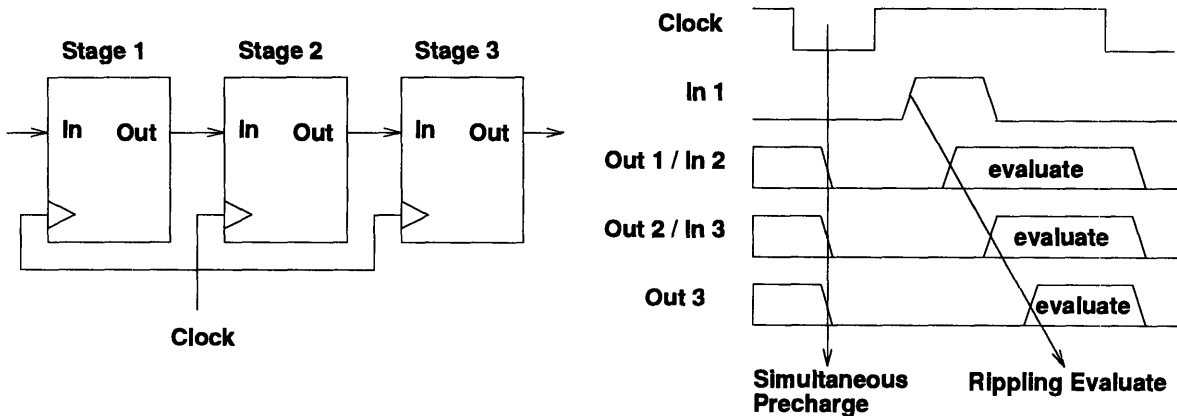 Stage 1
Stage 2
Stage 3
In
Out
In
Out
In
Out
Clock
Clock
In 1
Out 1 / In 2
evaluate
Out 2 / In 3
evaluate
Out 3
evaluate
Simultaneous
Precharge
Rippling Evaluate